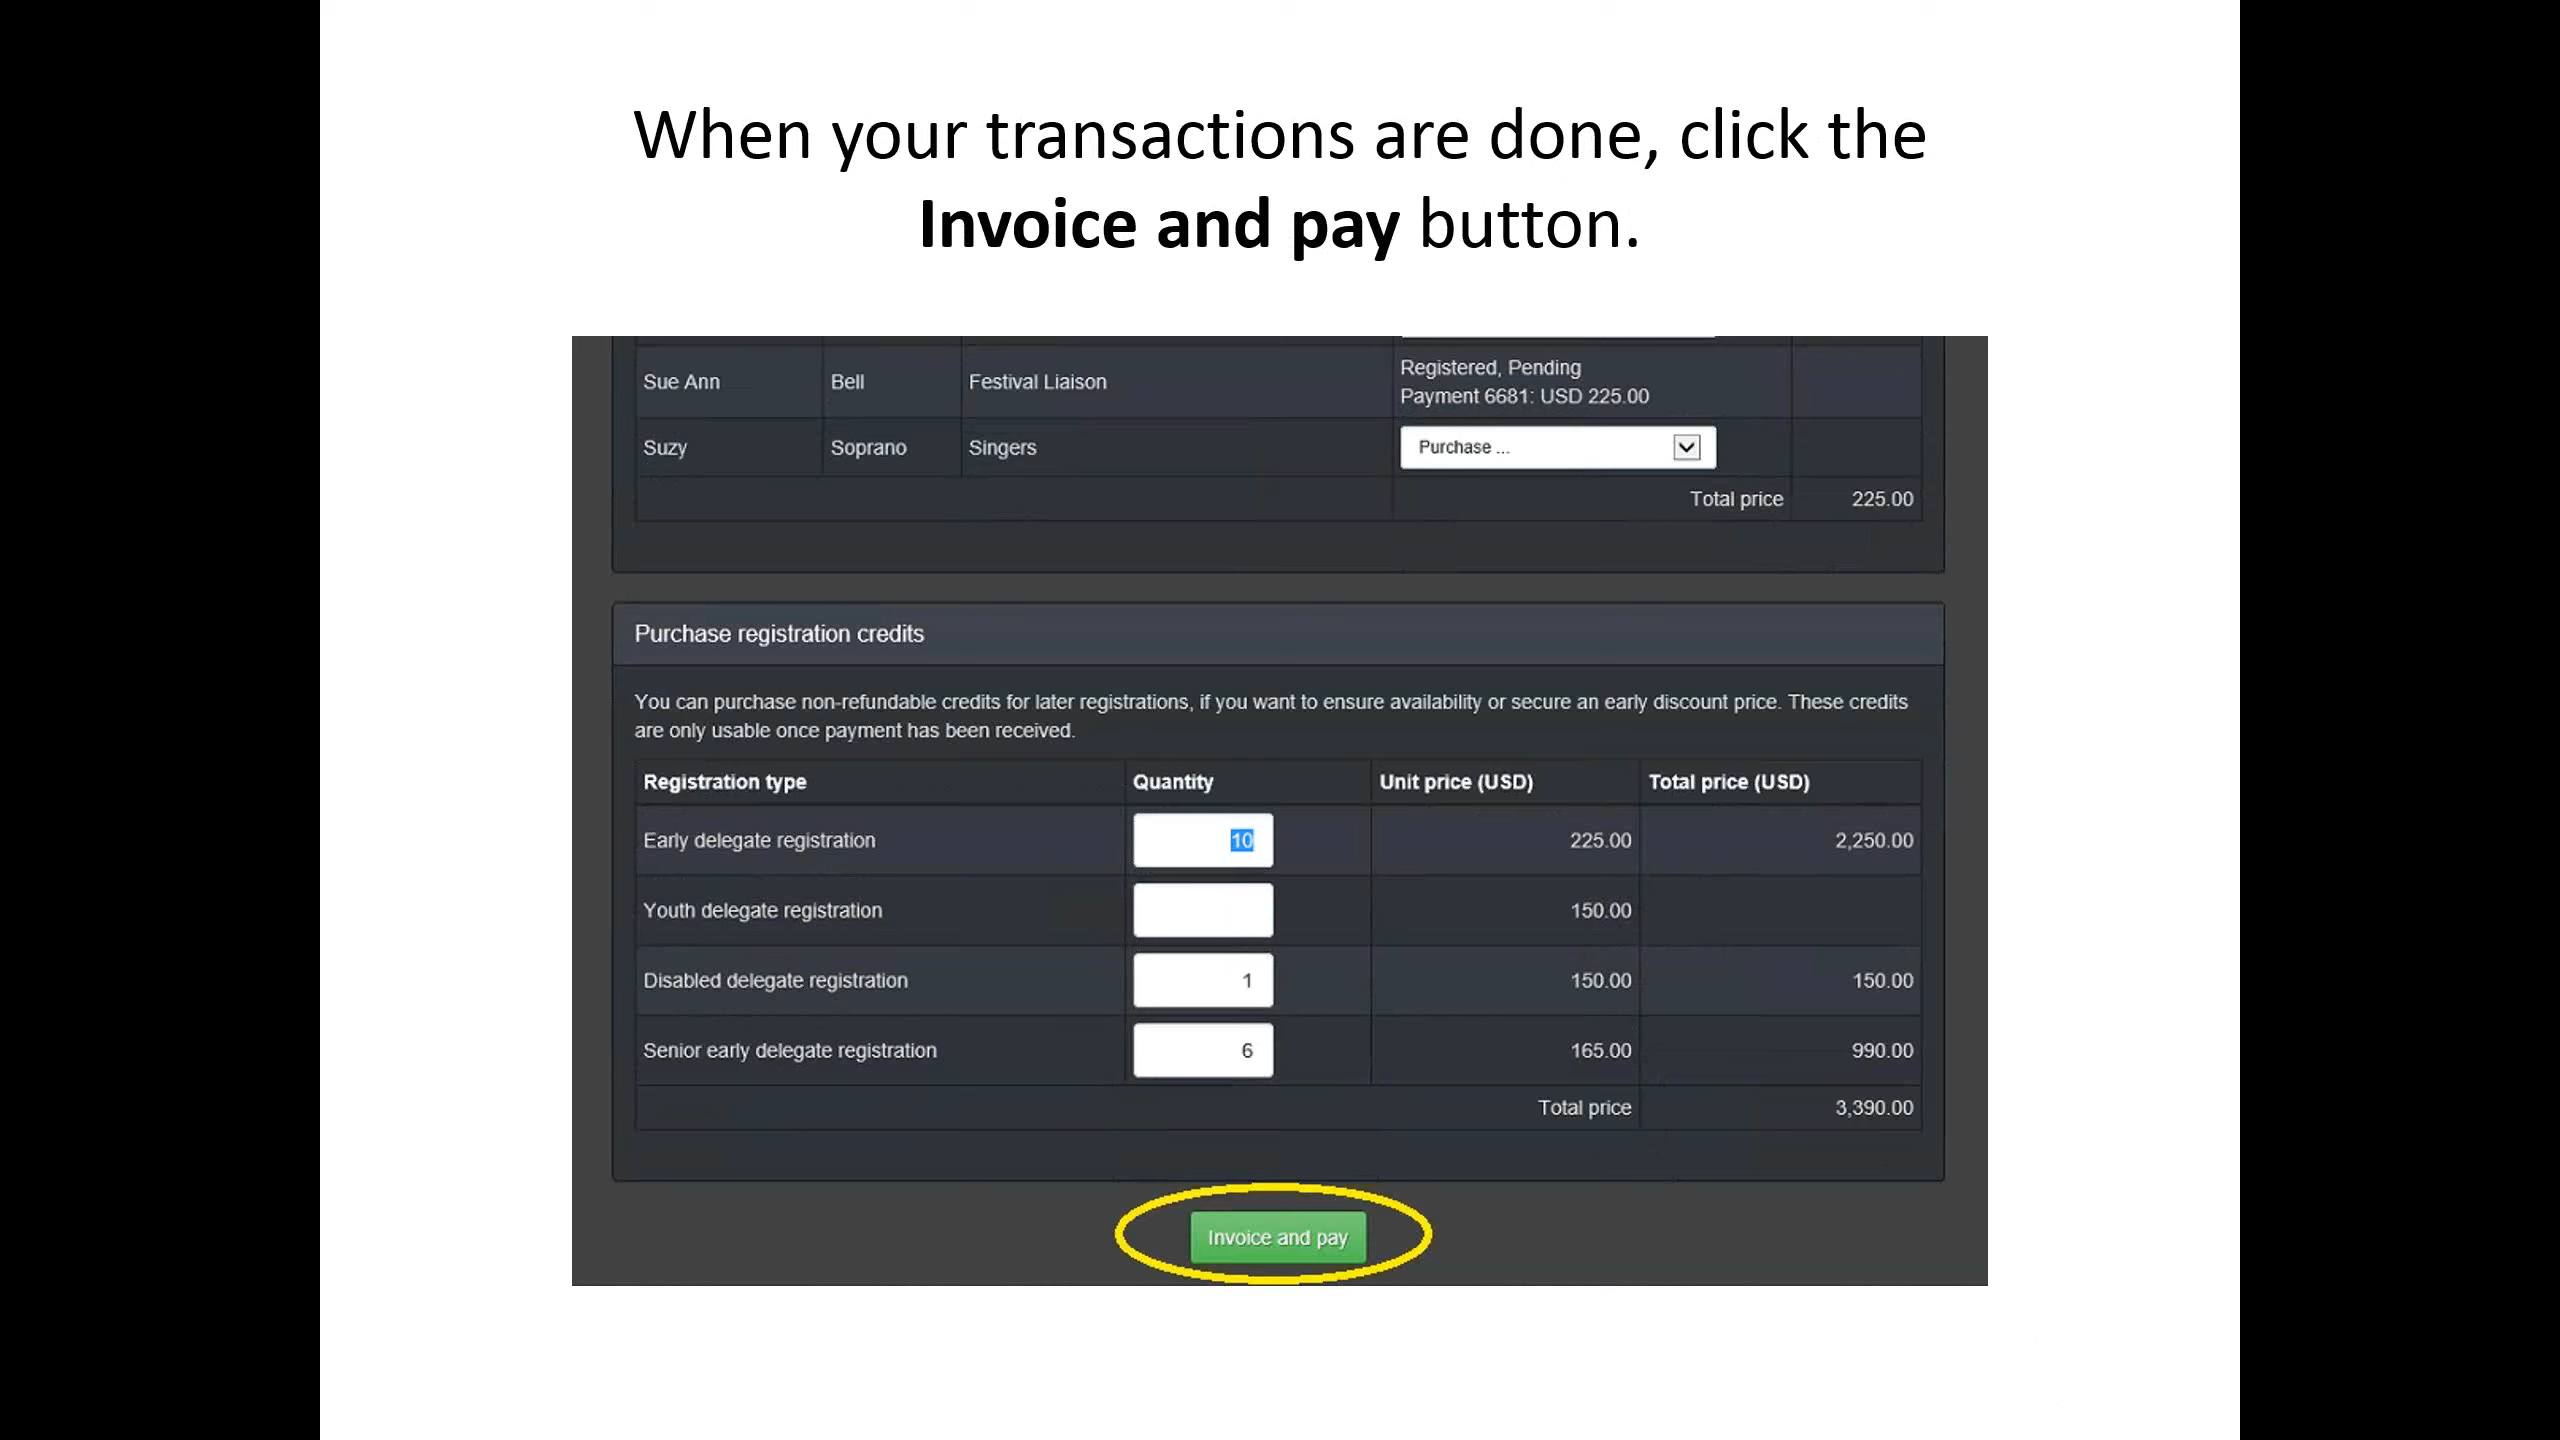 When your transactions are done, click the
Invoice and pay button.
Sue Ann Bell Festival Liaison Registered, Pending
Payment 6681: USD 225.00
Suzy Soprano Singers Purchase ...
Total price 225.00
Purchase registration credits
You can purchase non-refundable credits for later registrations, if you want to ensure availability or secure an early discount price. These credits
are only usable once payment has been received.
Registration type Quantity Unit price (USD) Total price (USD)
Early delegate registration 10 225.00 2,250.00
Youth delegate registration 150.00
Disabled delegate registration 1 150.00 150.00
Senior early delegate registration 6 165.00 990.00
Total price 3,390.00
Invoice and pay